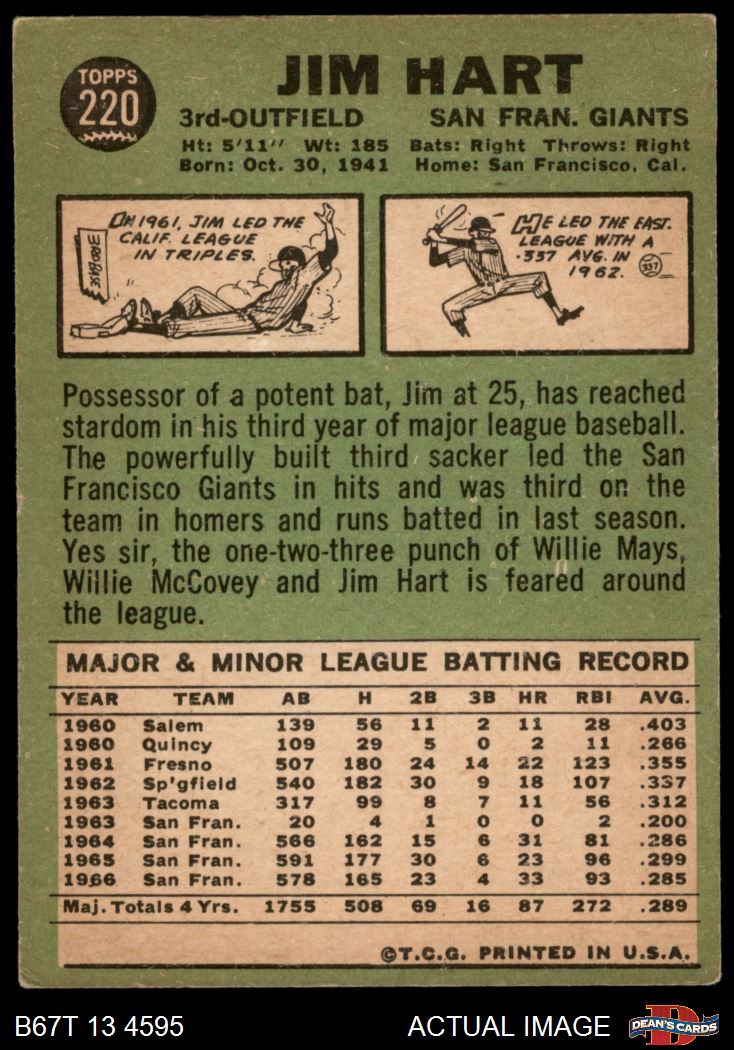 TOPPS
220
JIM HART
3rd-OUTFIELD SAN FRAN. GIANTS
Ht: 5'11" Wt: 185 Bats: Right Throws: Right
Born: Oct. 30, 1941 Home: San Francisco, Cal.
IN 1961, JIM LED THE
CALIF. LEAGUE
IN TRIPLES.
3RD BASE
HE LED THE EAST.
LEAGUE WITH A
.337 AVG. IN
1962.
337
Possessor of a potent bat, Jim at 25, has reached
stardom in his third year of major league baseball.
The powerfully built third sacker led the San
Francisco Giants in hits and was third on the
team in homers and runs batted in last season.
Yes sir, the one-two-three punch of Willie Mays,
Willie McCovey and Jim Hart is feared around
the league.
MAJOR & MINOR LEAGUE BATTING RECORD
YEAR TEAM AB H 2B 3B HR RBI AVG.
1960 Salem 139 56 11 2 11 28 .403
1960 Quincy 109 29 5 0 2 11 .266
1961 Fresno 507 180 24 14 22 123 .355
1962 Sp'gfield 540 182 30 9 18 107 .337
1963 Tacoma 317 99 8 7 11 56 .312
1963 San Fran. 20 4 1 0 0 2 .200
1964 San Fran. 566 162 15 6 31 81 .286
1965 San Fran. 591 177 30 6 23 96 .299
1966 San Fran. 578 165 23 4 33 93 .285
Maj. Totals 4 Yrs. 1755 508 69 16 87 272 .289
©T.C.G. PRINTED IN U.S.A.
B67T 13 4595 ACTUAL IMAGE
D
DEAN'S CARDS